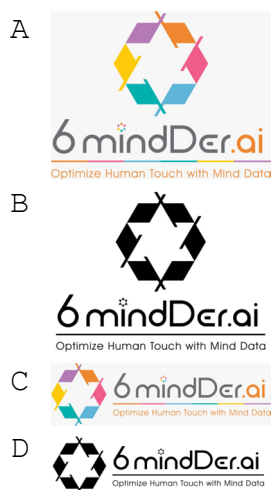 A
6 mindDer.ai
Optimize Human Touch with Mind Data
B
6 mindDer.ai
Optimize Human Touch with Mind Data
C
6 mindDer.ai
Optimize Human Touch with Mind Data
D
6 mindDer.ai
Optimize Human Touch with Mind Data